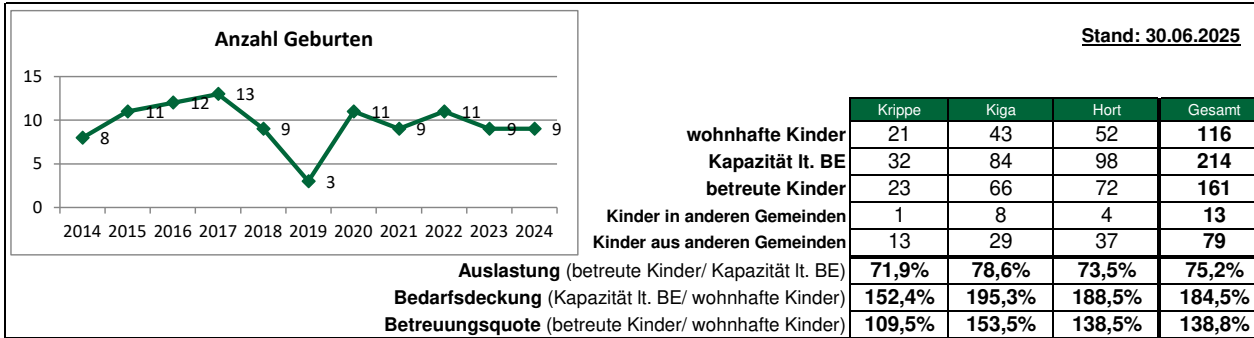 Anzahl Geburten
Stand: 30.06.2025
15
10
5
0
8
11
12
13
9
3
11
9
11
9
9
2014 2015 2016 2017 2018 2019 2020 2021 2022 2023 2024
Krippe Kiga Hort Gesamt
wohnhafte Kinder 21 43 52 116
Kapazität lt. BE 32 84 98 214
betreute Kinder 23 66 72 161
Kinder in anderen Gemeinden 1 8 4 13
Kinder aus anderen Gemeinden 13 29 37 79
Auslastung (betreute Kinder/ Kapazität lt. BE) 71,9% 78,6% 73,5% 75,2%
Bedarfsdeckung (Kapazität lt. BE/ wohnhafte Kinder) 152,4% 195,3% 188,5% 184,5%
Betreuungsquote (betreute Kinder/ wohnhafte Kinder) 109,5% 153,5% 138,5% 138,8%